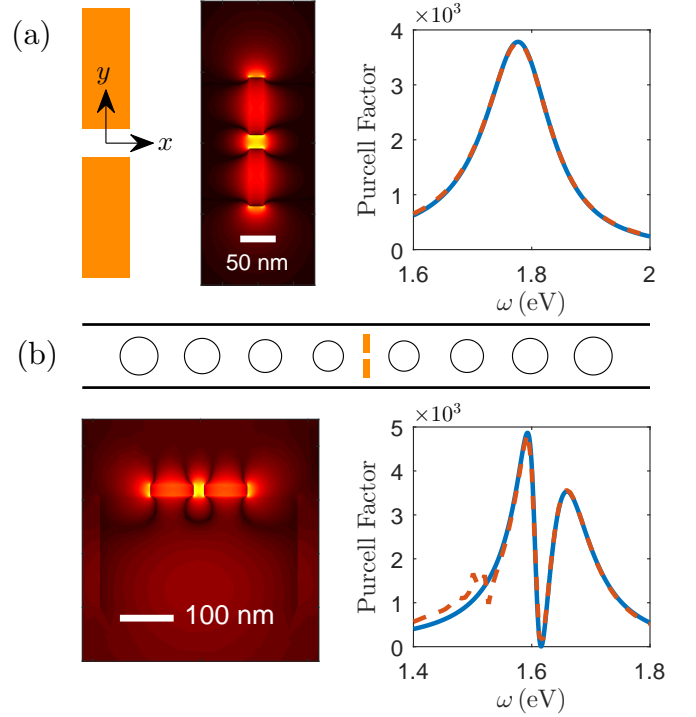 (a)
y
x
50 nm
×10³
Purcell Factor
4
3
2
1
0
1.6
1.8
2
ω (eV)
(b)
100 nm
×10³
Purcell Factor
5
4
3
2
1
0
1.4
1.6
1.8
ω (eV)